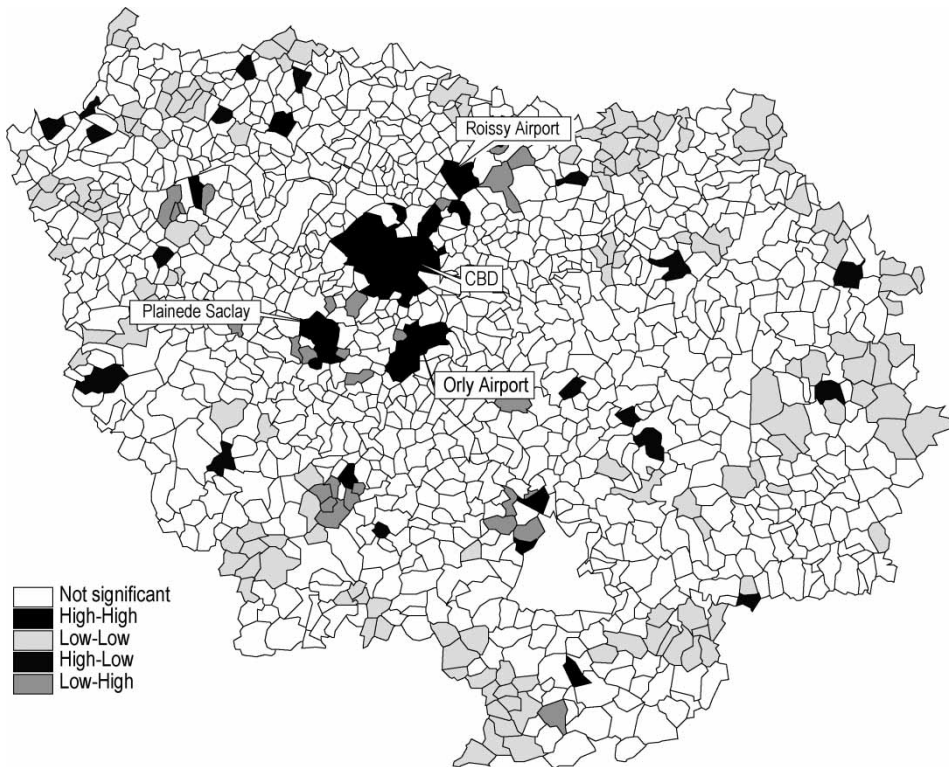 Roissy Airport
CBD
Plainede Saclay
Orly Airport
Not significant
High-High
Low-Low
High-Low
Low-High